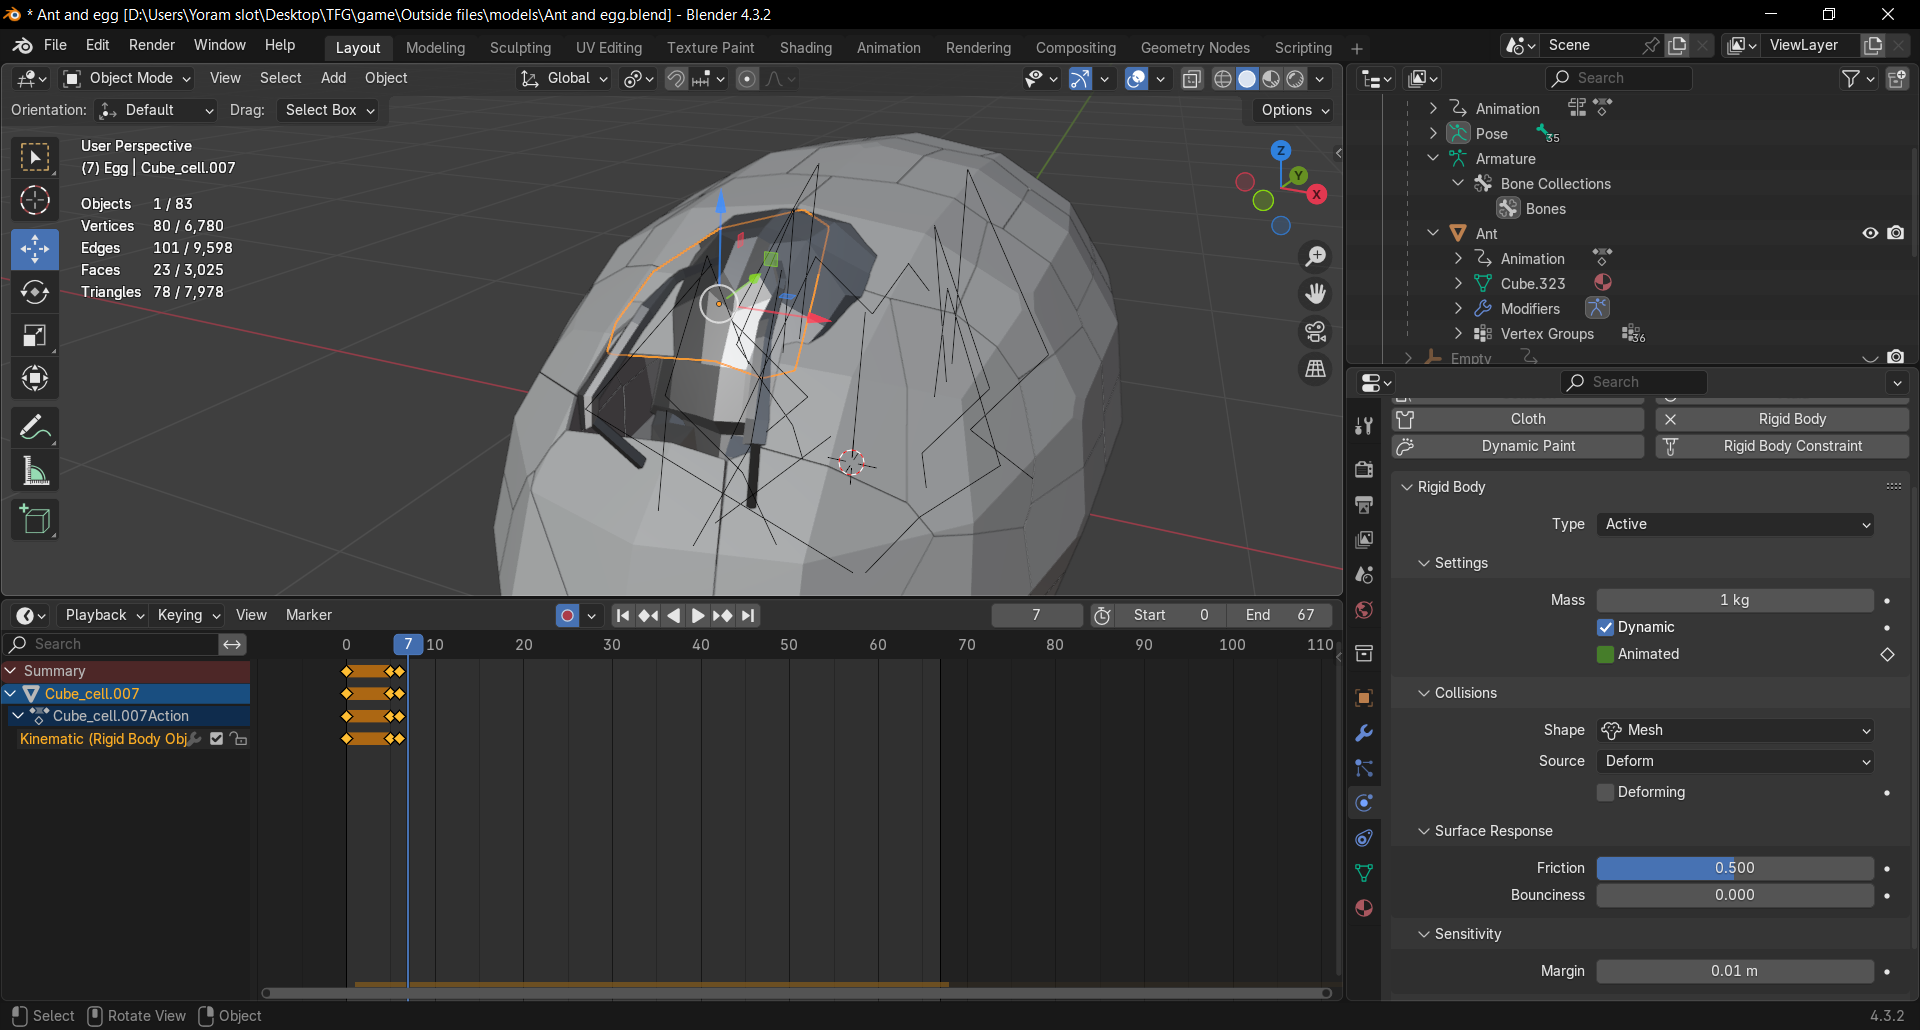 * Ant and egg [D:\Users\Yoram slot\Desktop\TFG\game\Outside files\models\Ant and egg.blend] - Blender 4.3.2
File Edit Render Window Help
Layout Modeling Sculpting UV Editing Texture Paint Shading Animation Rendering Compositing Geometry Nodes Scripting
Scene
ViewLayer
Object Mode View Select Add Object
Global
Search
Orientation: Default Drag: Select Box
Options
User Perspective
(7) Egg | Cube_cell.007
Objects 1 / 83
Vertices 80 / 6,780
Edges 101 / 9,598
Faces 23 / 3,025
Triangles 78 / 7,978
Z
Y
X
Animation
Pose 35
Armature
Bone Collections
Bones
Ant
Animation
Cube.323
Modifiers
Vertex Groups 36
Empty
Search
Cloth Rigid Body
Dynamic Paint Rigid Body Constraint
Rigid Body
Type Active
Settings
Mass 1 kg
Dynamic
Animated
Collisions
Shape Mesh
Source Deform
Deforming
Surface Response
Friction 0.500
Bounciness 0.000
Sensitivity
Margin 0.01 m
Playback Keying View Marker
7 Start 0 End 67
Search
0 7 10 20 30 40 50 60 70 80 90 100 110
Summary
Cube_cell.007
Cube_cell.007Action
Kinematic (Rigid Body Obj
Select Rotate View Object
4.3.2